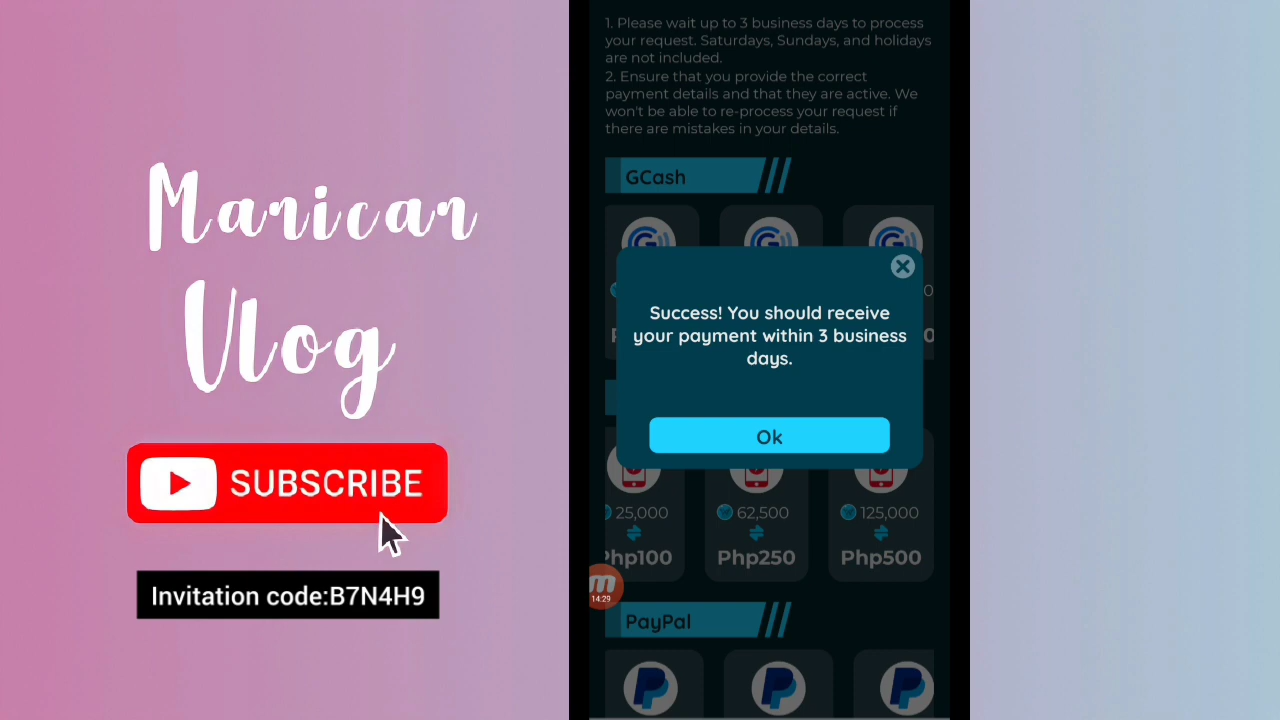 Manican
Vlog
SUBSCRIBE
Invitation code:B7N4H9
1. Please wait up to 3 business days to process
your request. Saturdays, Sundays, and holidays
are not included.
2. Ensure that you provide the correct
payment details and that they are active. We
won't be able to re-process your request if
there are mistakes in your details.
GCash
Success! You should receive
your payment within 3 business
days.
Ok
25,000 62,500 125,000
Php100 Php250 Php500
14:29
PayPal